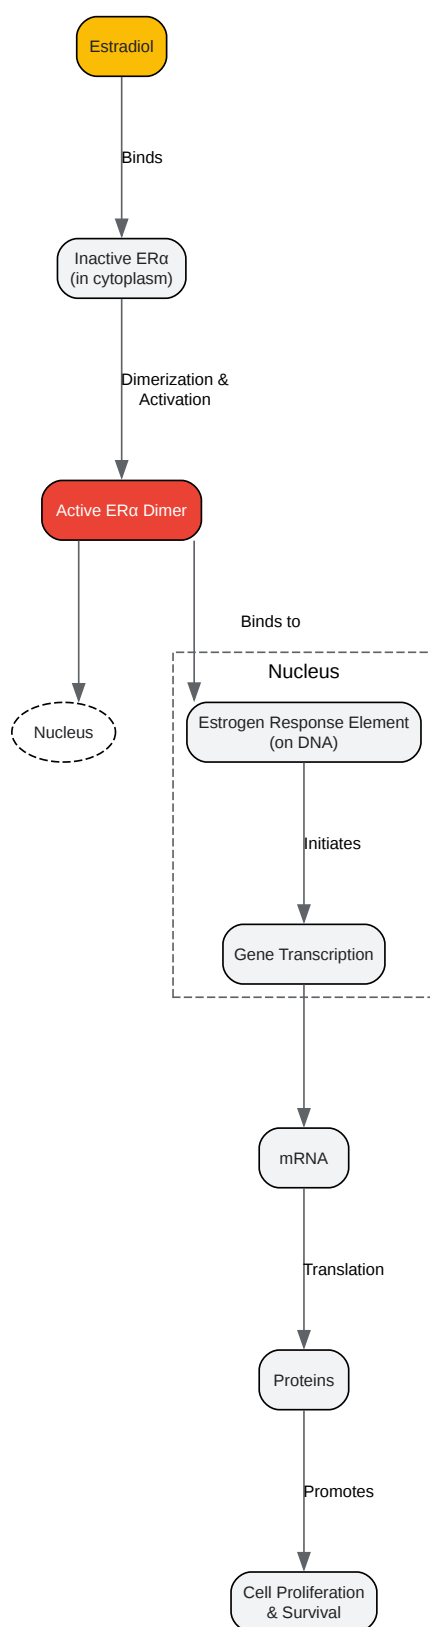 Estradiol
Binds
Inactive ERα
(in cytoplasm)
Dimerization &
Activation
Active ERα Dimer
Binds to
Nucleus
Nucleus
Estrogen Response Element
(on DNA)
Initiates
Gene Transcription
mRNA
Translation
Proteins
Promotes
Cell Proliferation
& Survival